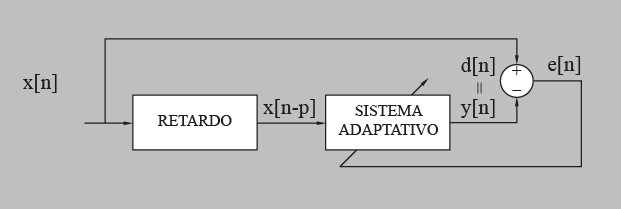 x[n]
RETARDO
x[n-p]
SISTEMA
ADAPTATIVO
d[n]
=
y[n]
+
−
e[n]